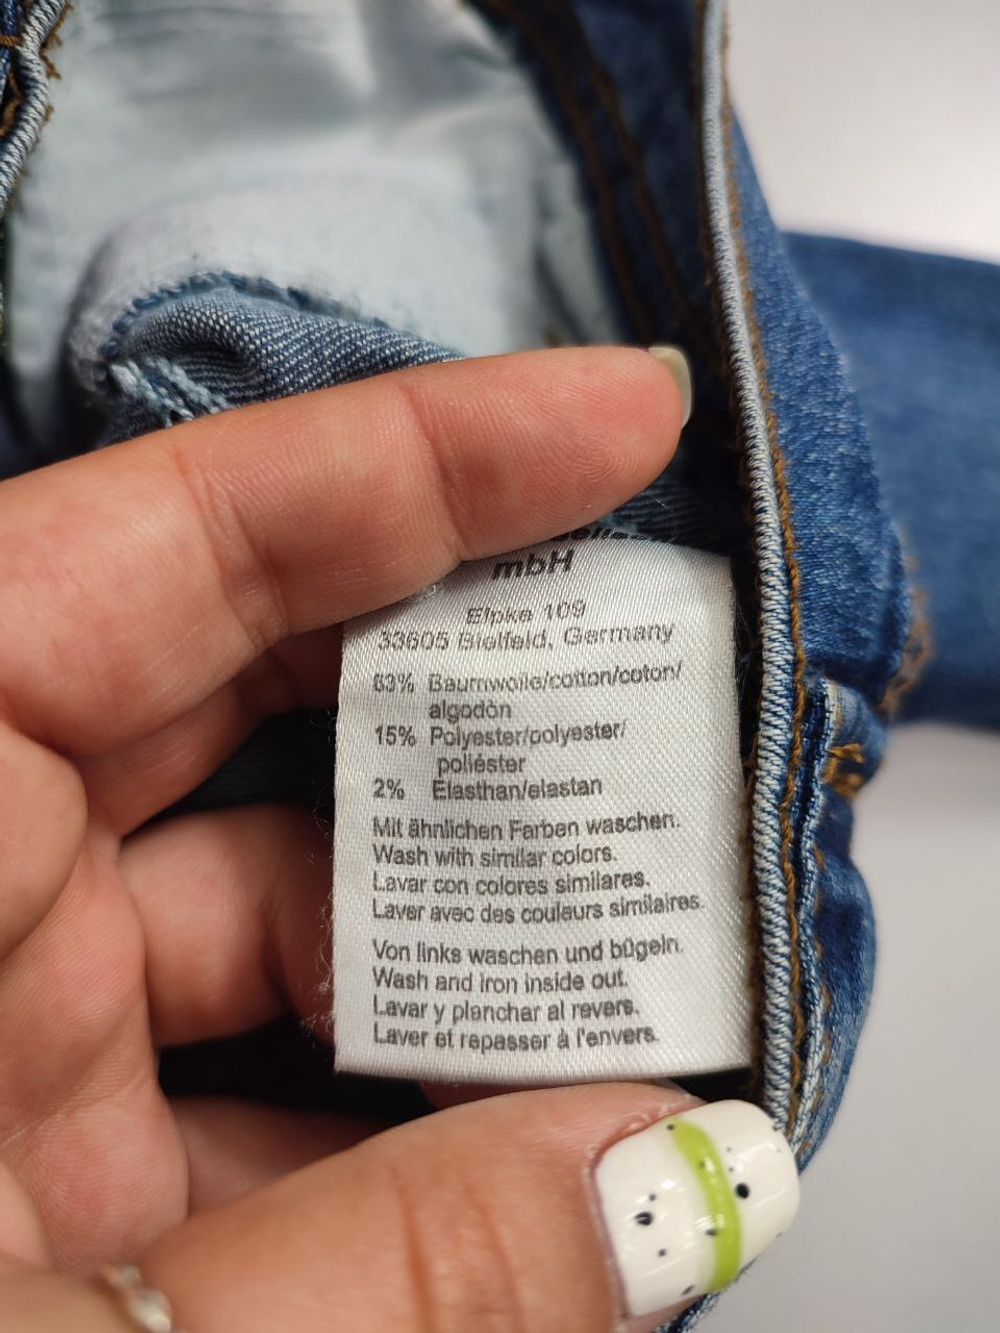 mbH
Elpke 109
33605 Bielfeld, Germany
83% Baumwolle/cotton/coton/
algodòn
15% Polyester/polyester/
poliéster
2% Elasthan/elastan
Mit ähnlichen Farben waschen.
Wash with similar colors.
Lavar con colores similares.
Laver avec des couleurs similaires.
Von links waschen und bügeln.
Wash and iron inside out.
Lavar y planchar al revers.
Laver et repasser à l'envers.